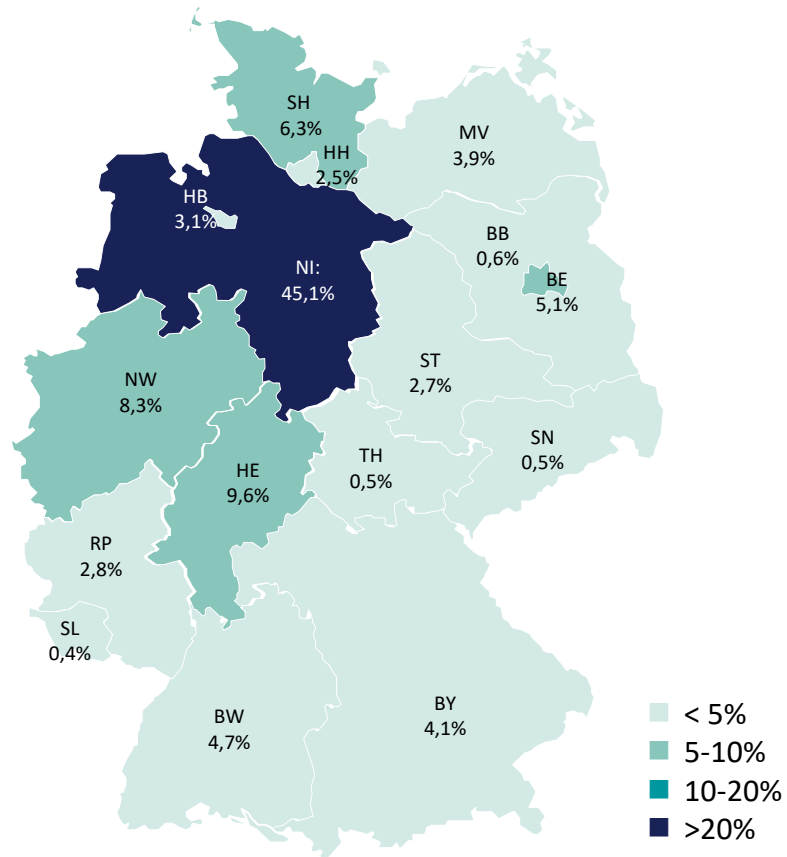 SH
6,3%
HH
2,5%
MV
3,9%
HB
3,1%
NI:
45,1%
BB
0,6%
BE
5,1%
ST
2,7%
NW
8,3%
SN
0,5%
TH
0,5%
HE
9,6%
RP
2,8%
SL
0,4%
BW
4,7%
BY
4,1%
< 5%
5-10%
10-20%
>20%